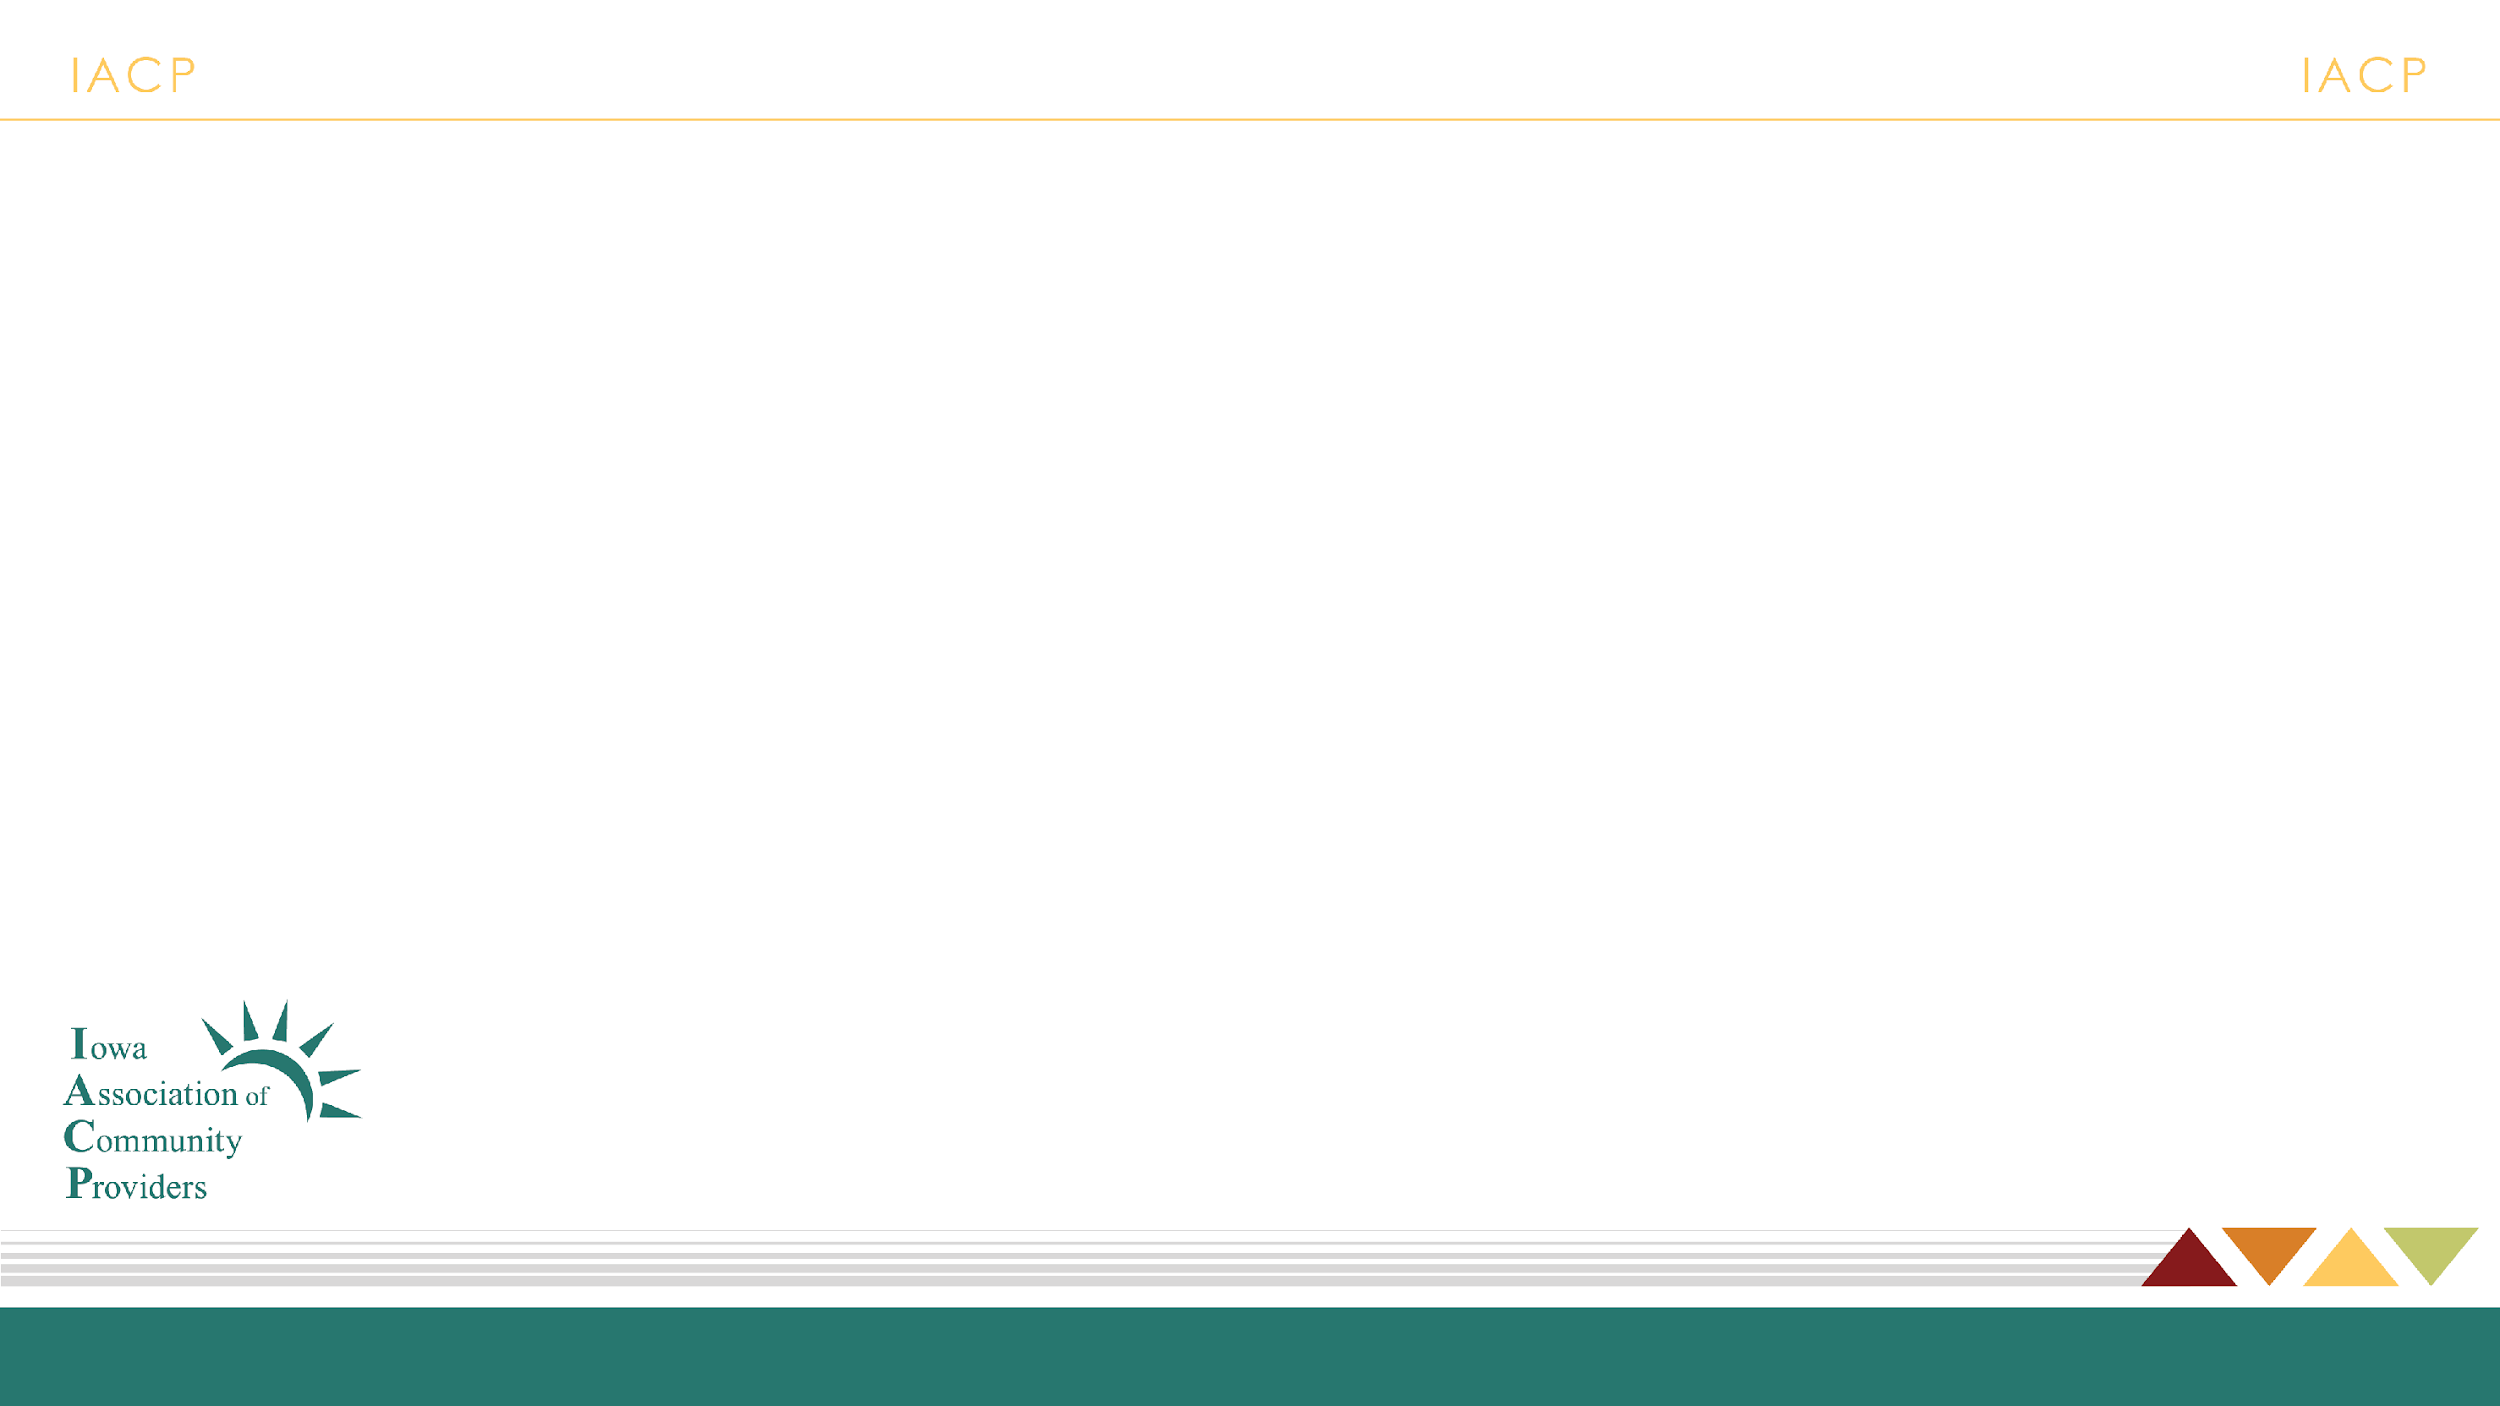 IACP IACP
Iowa
Association of
Community
Providers